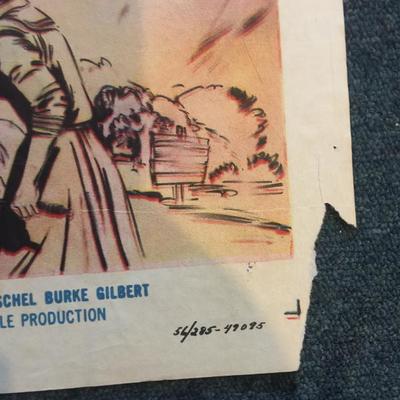 SCHEL BURKE GILBERT
LE PRODUCTION
56/285-49095